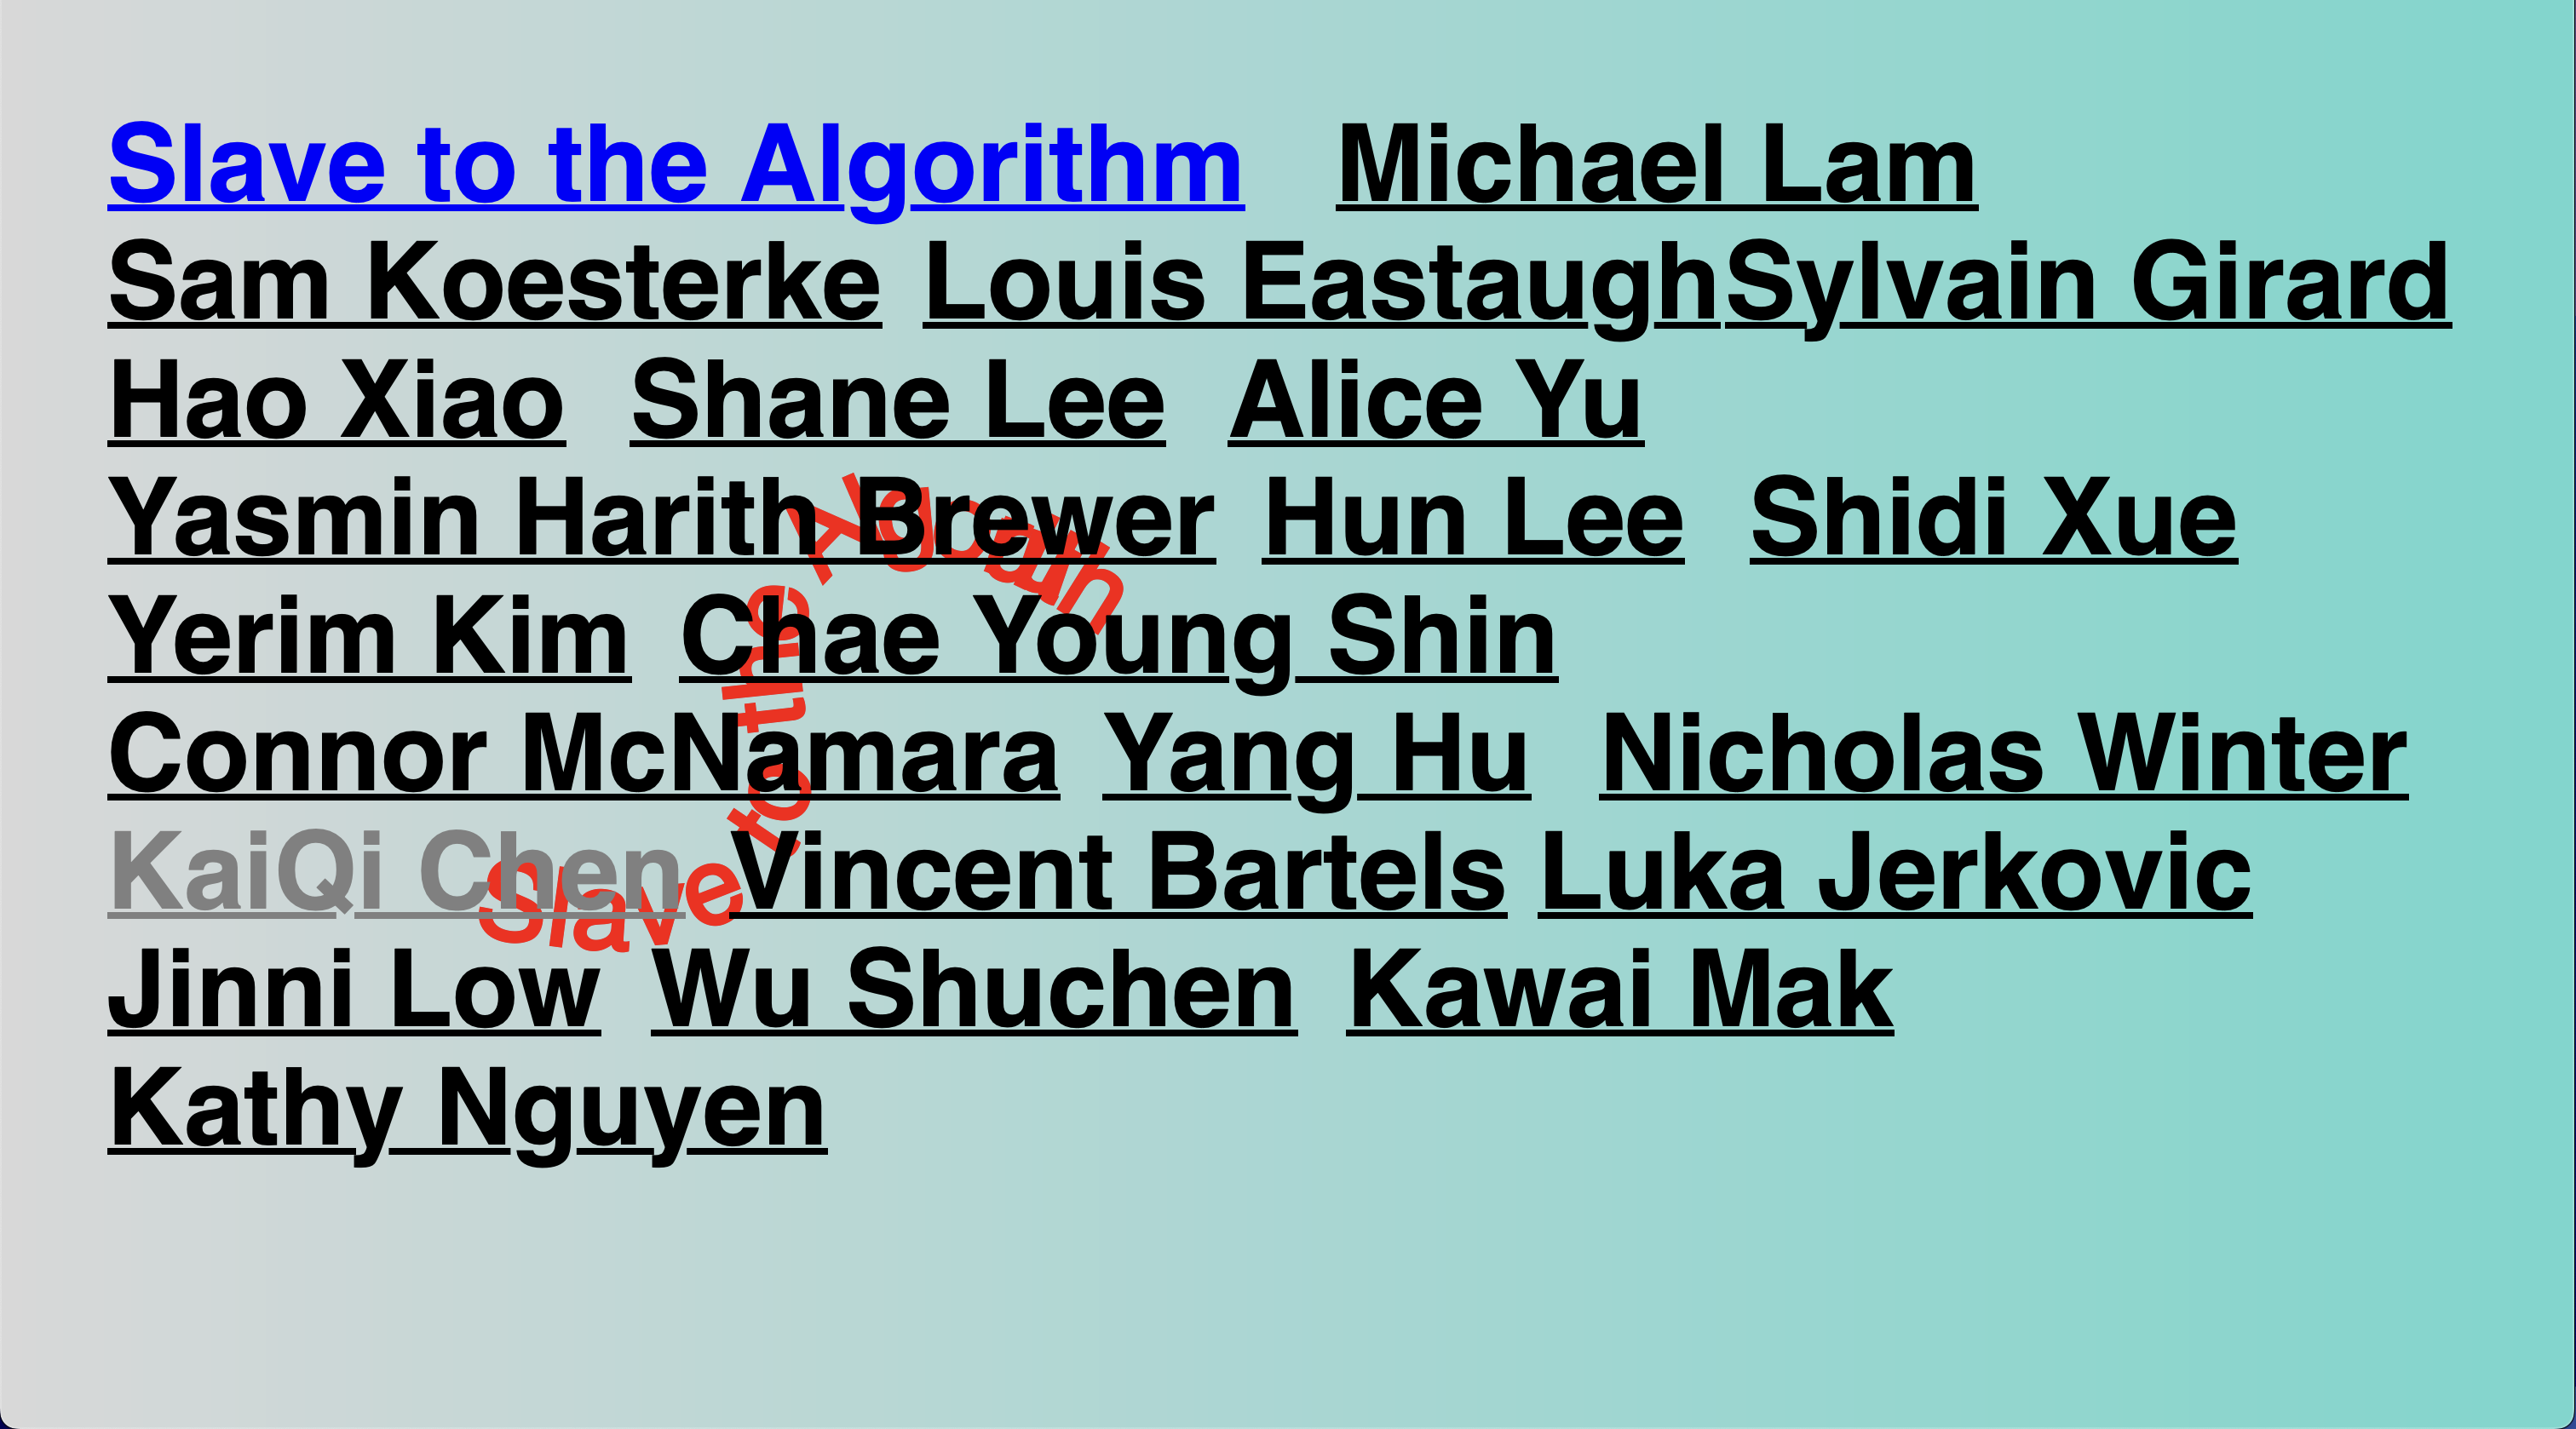 Slave to the Algorithm Michael Lam
Sam Koesterke Louis Eastaugh Sylvain Girard
Hao Xiao Shane Lee Alice Yu
Yasmin Harith Brewer Hun Lee Shidi Xue
Yerim Kim Chae Young Shin
Connor McNamara Yang Hu Nicholas Winter
KaiQi Chen Vincent Bartels Luka Jerkovic
Jinni Low Wu Shuchen Kawai Mak
Kathy Nguyen
Slave to the